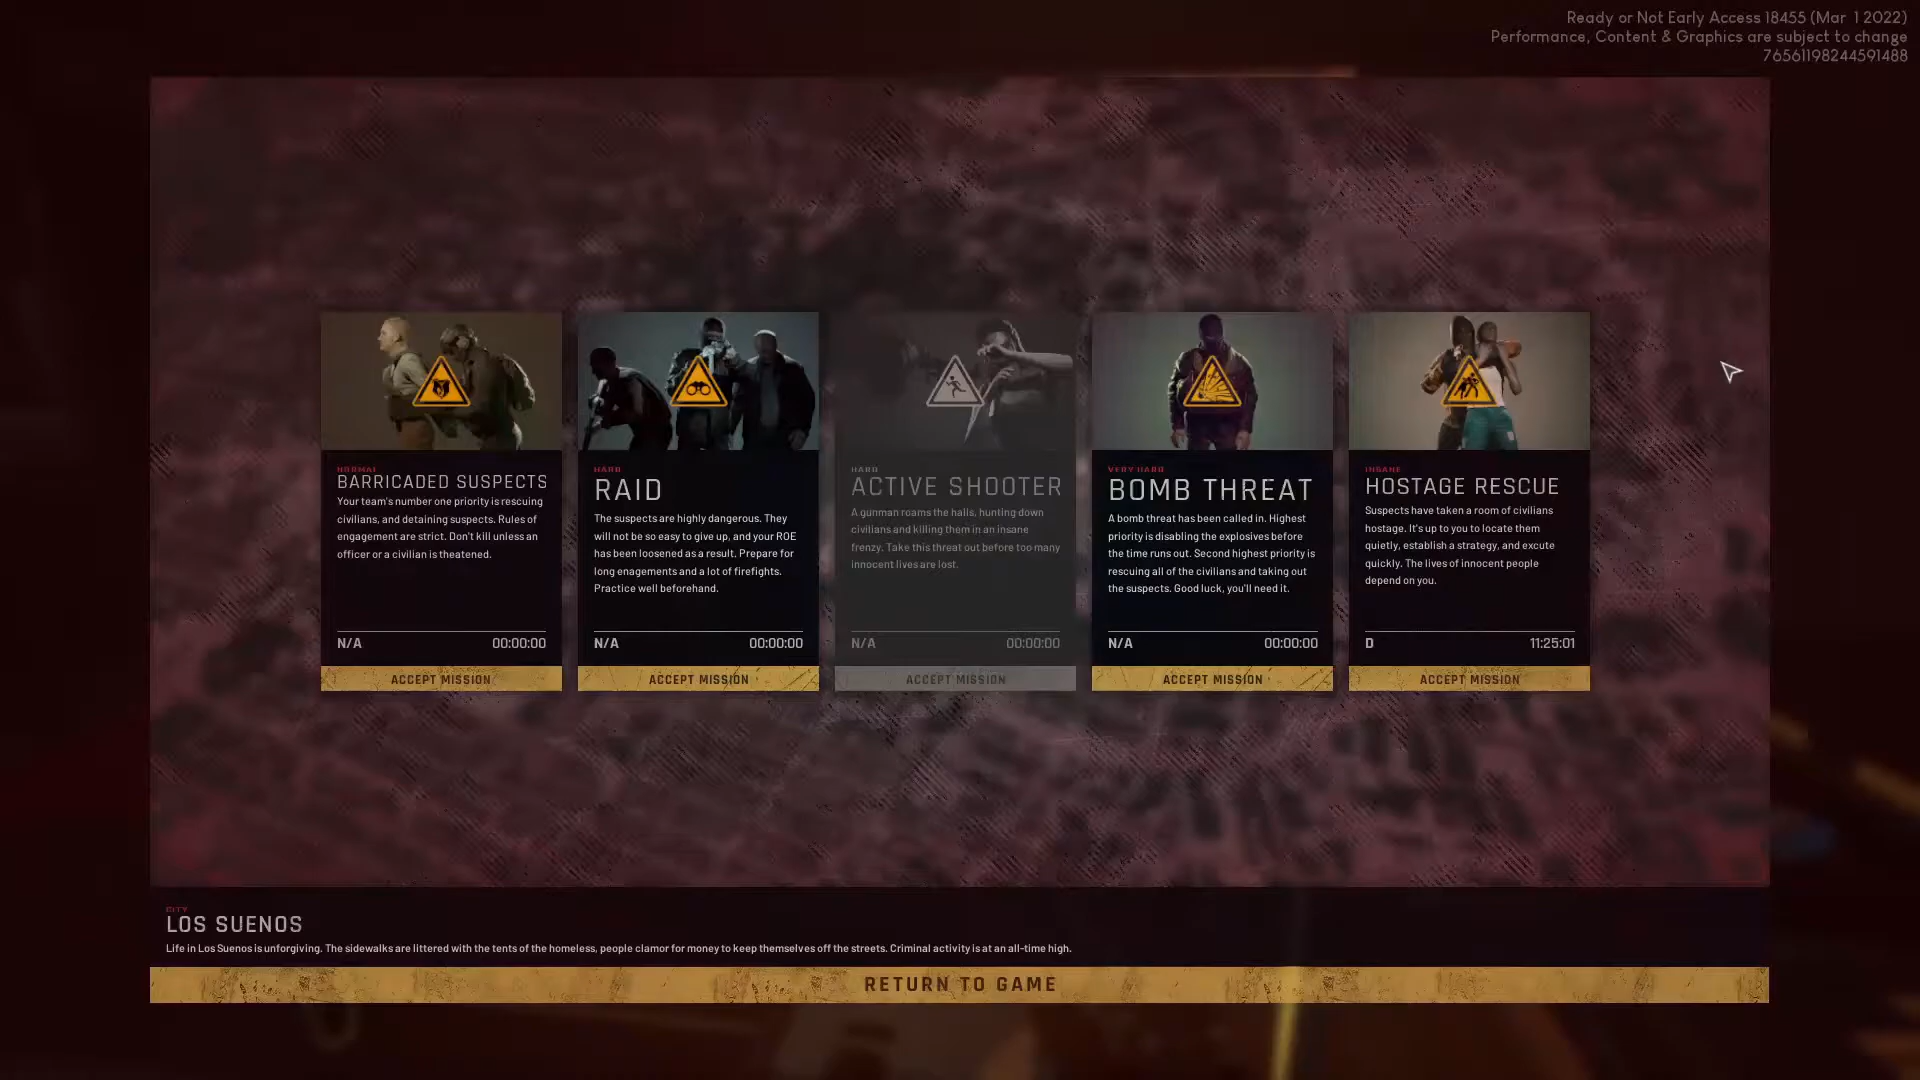 Ready or Not Early Access 18455 (Mar 1 2022)
Performance, Content & Graphics are subject to change
76561198244591488
NORMAL
BARRICADED SUSPECTS
Your team's number one priority is rescuing
civilians, and detaining suspects. Rules of
engagement are strict. Don't kill unless an
officer or a civilian is theatened.
N/A 00:00:00
ACCEPT MISSION
HARD
RAID
The suspects are highly dangerous. They
will not be so easy to give up, and your ROE
has been loosened as a result. Prepare for
long enagements and a lot of firefights.
Practice well beforehand.
N/A 00:00:00
ACCEPT MISSION
HARD
ACTIVE SHOOTER
A gunman roams the halls, hunting down
civilians and killing them in an insane
frenzy. Take this threat out before too many
innocent lives are lost.
N/A 00:00:00
ACCEPT MISSION
VERY HARD
BOMB THREAT
A bomb threat has been called in. Highest
priority is disabling the explosives before
the time runs out. Second highest priority is
rescuing all of the civilians and taking out
the suspects. Good luck, you'll need it.
N/A 00:00:00
ACCEPT MISSION
INSANE
HOSTAGE RESCUE
Suspects have taken a room of civilians
hostage. It's up to you to locate them
quietly, establish a strategy, and excute
quickly. The lives of innocent people
depend on you.
D 11:25:01
ACCEPT MISSION
CITY
LOS SUENOS
Life in Los Suenos is unforgiving. The sidewalks are littered with the tents of the homeless, people clamor for money to keep themselves off the streets. Criminal activity is at an all-time high.
RETURN TO GAME